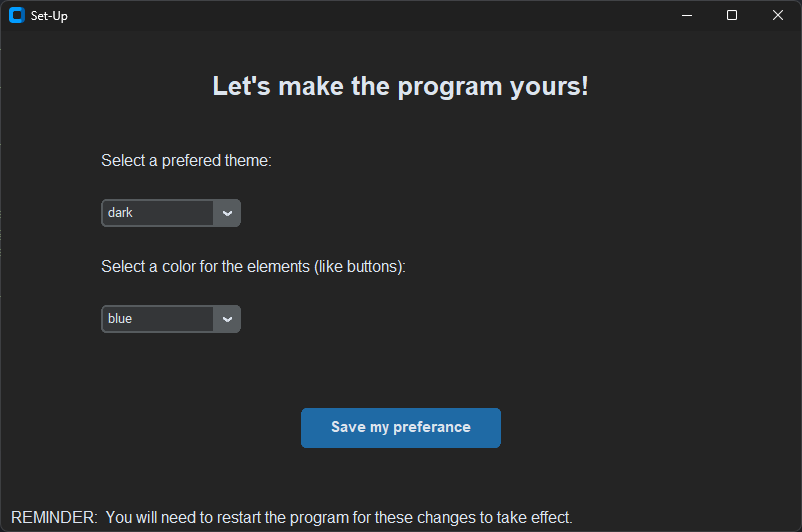 Set-Up
Let's make the program yours!
Select a prefered theme:
dark
Select a color for the elements (like buttons):
blue
Save my preferance
REMINDER:  You will need to restart the program for these changes to take effect.